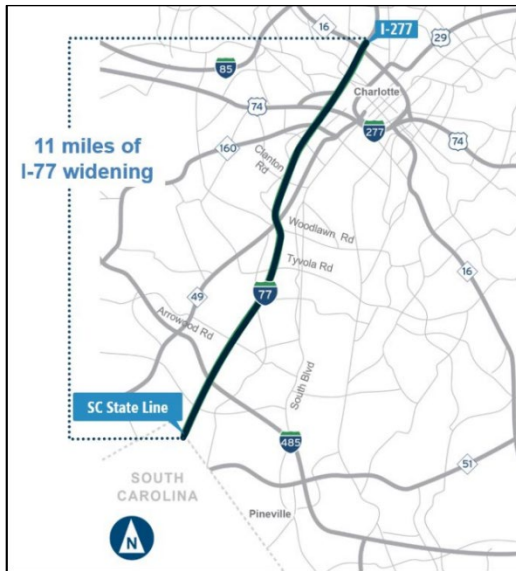 I-277
16
29
85
Charlotte
74
277
74
11 miles of
I-77 widening
160
Clanton
Rd
Woodlawn Rd
Tyvola Rd
16
77
49
Arrowood Rd
South Blvd
SC State Line
485
51
SOUTH
CAROLINA
Pineville
N